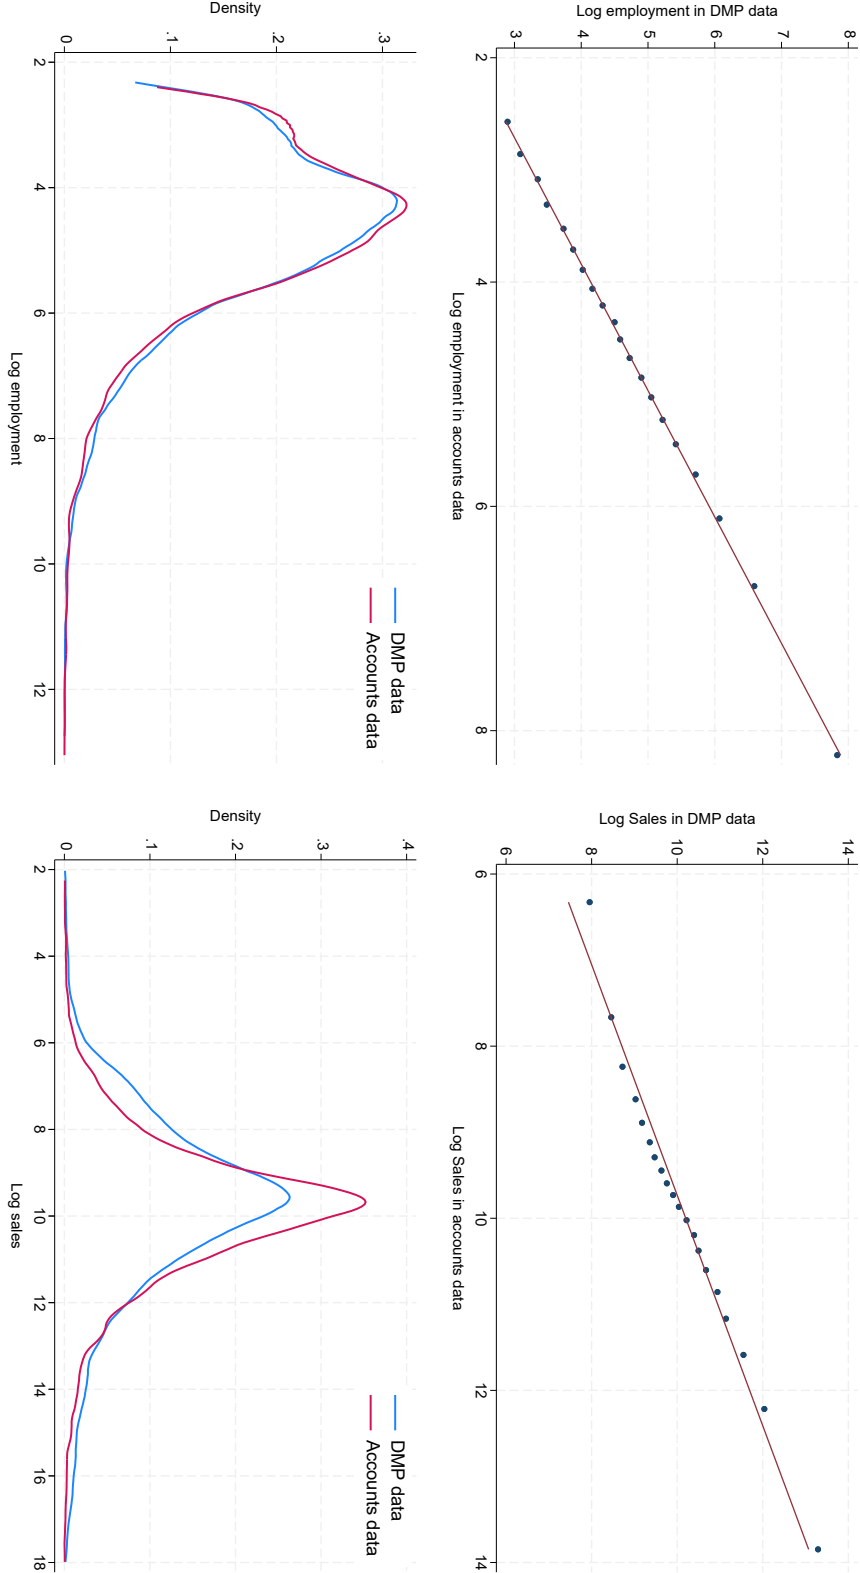 Log employment in DMP data
3 4 5 6 7 8
2 4 6 8
Log employment in accounts data
Log Sales in DMP data
6 8 10 12 14
6 8 10 12 14
Log Sales in accounts data
Density
0 .1 .2 .3
2 4 6 8 10 12
Log employment
DMP data
Accounts data
Density
0 .1 .2 .3 .4
2 4 6 8 10 12 14 16 18
Log sales
DMP data
Accounts data